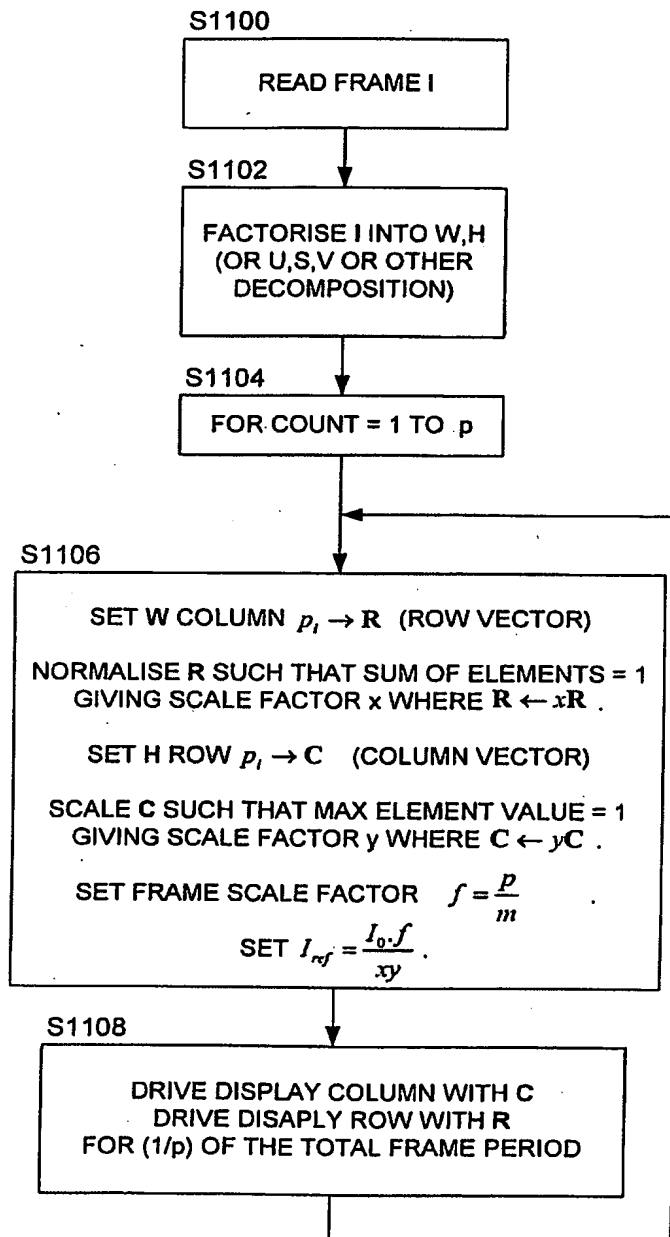 S1100
READ FRAME I
S1102
FACTORISE I INTO W,H
(OR U,S,V OR OTHER
DECOMPOSITION)
S1104
FOR COUNT = 1 TO p
S1106
SET W COLUMN p_i → R (ROW VECTOR)
NORMALISE R SUCH THAT SUM OF ELEMENTS = 1
GIVING SCALE FACTOR x WHERE R ← xR .
SET H ROW p_i → C (COLUMN VECTOR)
SCALE C SUCH THAT MAX ELEMENT VALUE = 1
GIVING SCALE FACTOR y WHERE C ← yC .
SET FRAME SCALE FACTOR f = p/m .
SET I_ref = I_0.f/xy .
S1108
DRIVE DISPLAY COLUMN WITH C
DRIVE DISAPLY ROW WITH R
FOR (1/p) OF THE TOTAL FRAME PERIOD